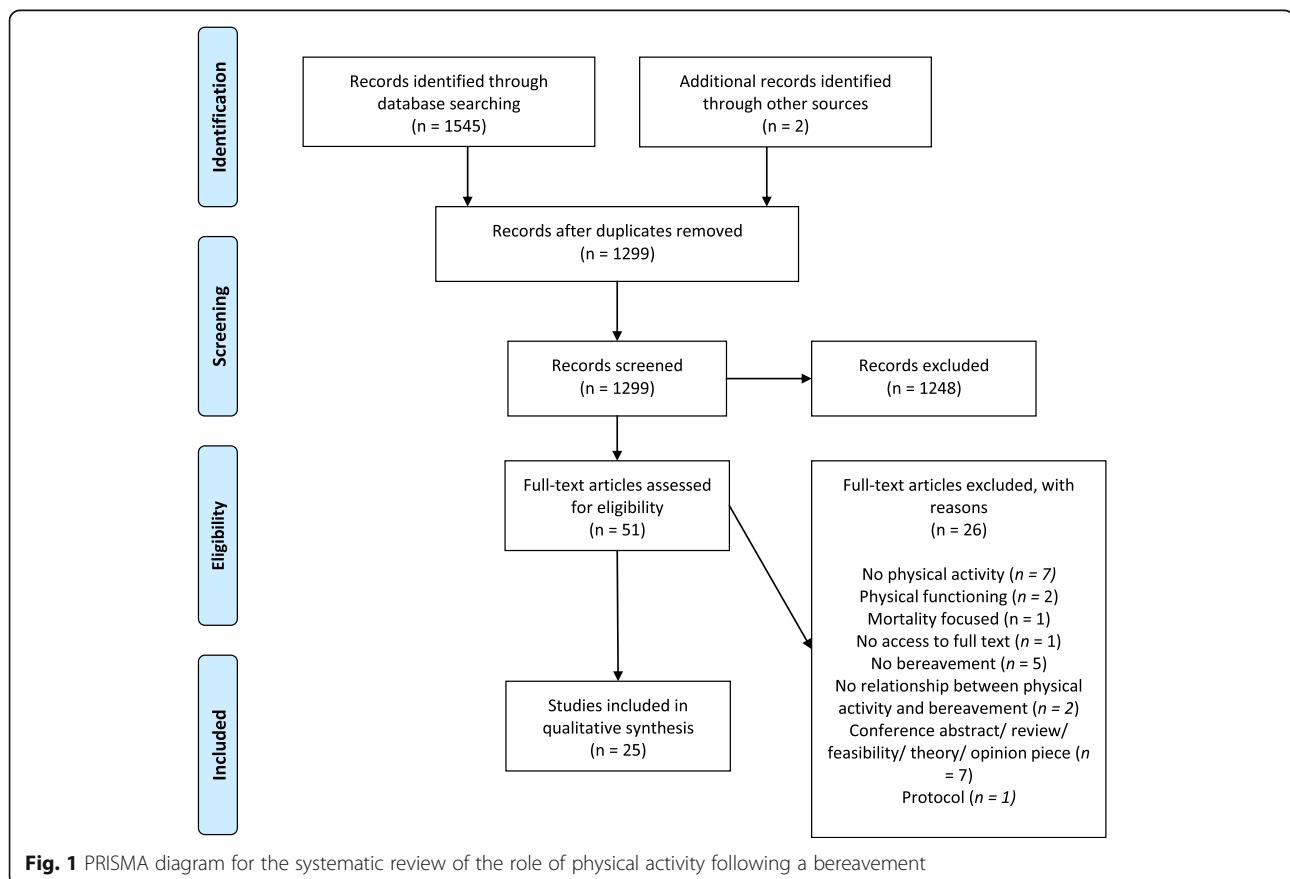 Identification
Records identified through
database searching
(n = 1545)
Additional records identified
through other sources
(n = 2)
Records after duplicates removed
(n = 1299)
Screening
Records screened
(n = 1299)
Records excluded
(n = 1248)
Eligibility
Full-text articles assessed
for eligibility
(n = 51)
Full-text articles excluded, with
reasons
(n = 26)
No physical activity (n = 7)
Physical functioning (n = 2)
Mortality focused (n = 1)
No access to full text (n = 1)
No bereavement (n = 5)
No relationship between physical
activity and bereavement (n = 2)
Conference abstract/ review/
feasibility/ theory/ opinion piece (n
= 7)
Protocol (n = 1)
Included
Studies included in
qualitative synthesis
(n = 25)
Fig. 1 PRISMA diagram for the systematic review of the role of physical activity following a bereavement